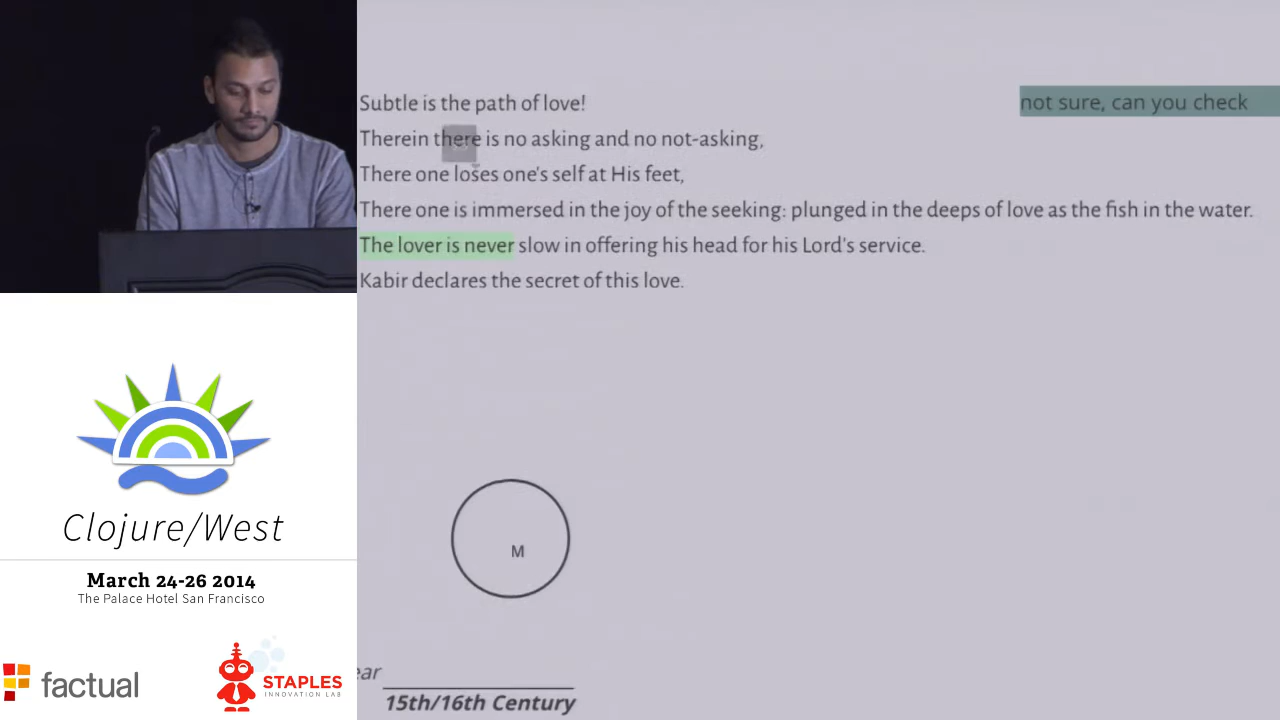 Subtle is the path of love!
not sure, can you check
Therein there is no asking and no not-asking,
There one loses one's self at His feet,
There one is immersed in the joy of the seeking: plunged in the deeps of love as the fish in the water.
The lover is never slow in offering his head for his Lord's service.
Kabir declares the secret of this love.
M
ear
15th/16th Century
Clojure/West
March 24-26 2014
The Palace Hotel San Francisco
factual
STAPLES
INNOVATION LAB